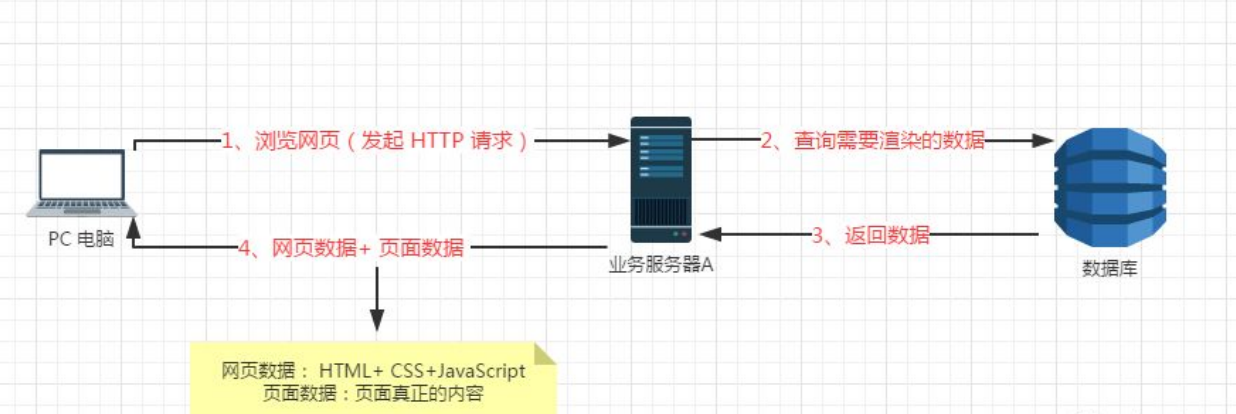 1、浏览网页（发起 HTTP 请求）
2、查询需要渲染的数据
PC 电脑
4、网页数据+ 页面数据
3、返回数据
业务服务器A
数据库
网页数据： HTML+ CSS+JavaScript
页面数据：页面真正的内容